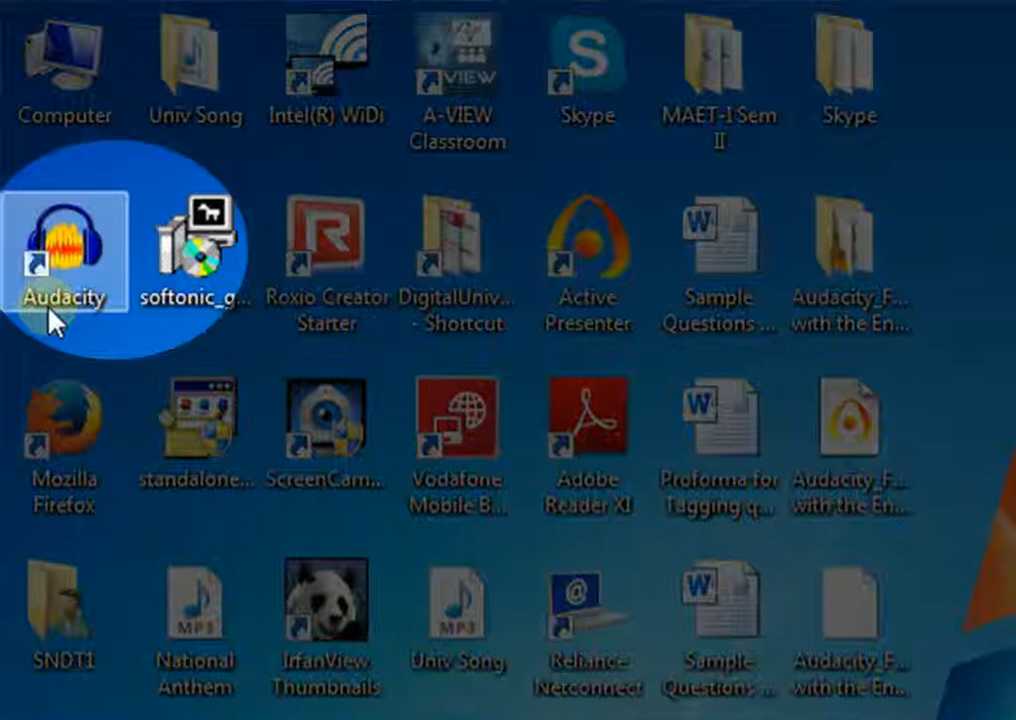 Computer
Univ Song
Intel(R) WiDi
VIEW
A-VIEW
Classroom
S
Skype
MAET-I Sem
II
Skype
Audacity
softonic_g...
R
Roxio Creator
Starter
DigitalUniv...
- Shortcut
Active
Presenter
W
Sample
Questions ...
Audacity_F...
with the En...
Mozilla
Firefox
standalone...
ScreenCam...
Vodafone
Mobile B...
Adobe
Reader XI
W
Proforma for
Tagging q...
Audacity_F...
with the En...
SNDT1
MP3
National
Anthem
IrfanView
Thumbnails
MP3
Univ Song
@
Reliance
Netconnect
W
Sample
Questions ...
Audacity_F...
with the En...